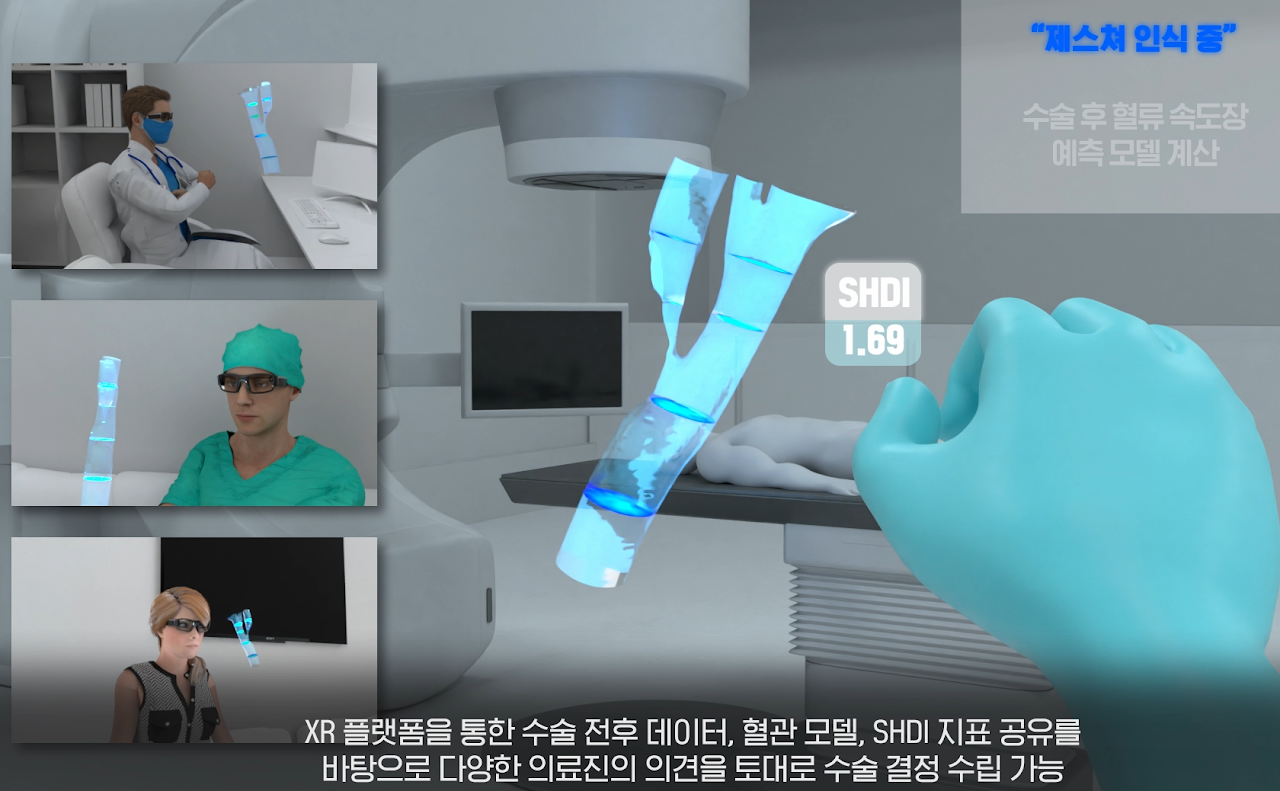 “제스쳐 인식 중”
수술 후 혈류 속도장
예측 모델 계산
SHDI
1.69
XR 플랫폼을 통한 수술 전후 데이터, 혈관 모델, SHDI 지표 공유를
바탕으로 다양한 의료진의 의견을 토대로 수술 결정 수립 가능